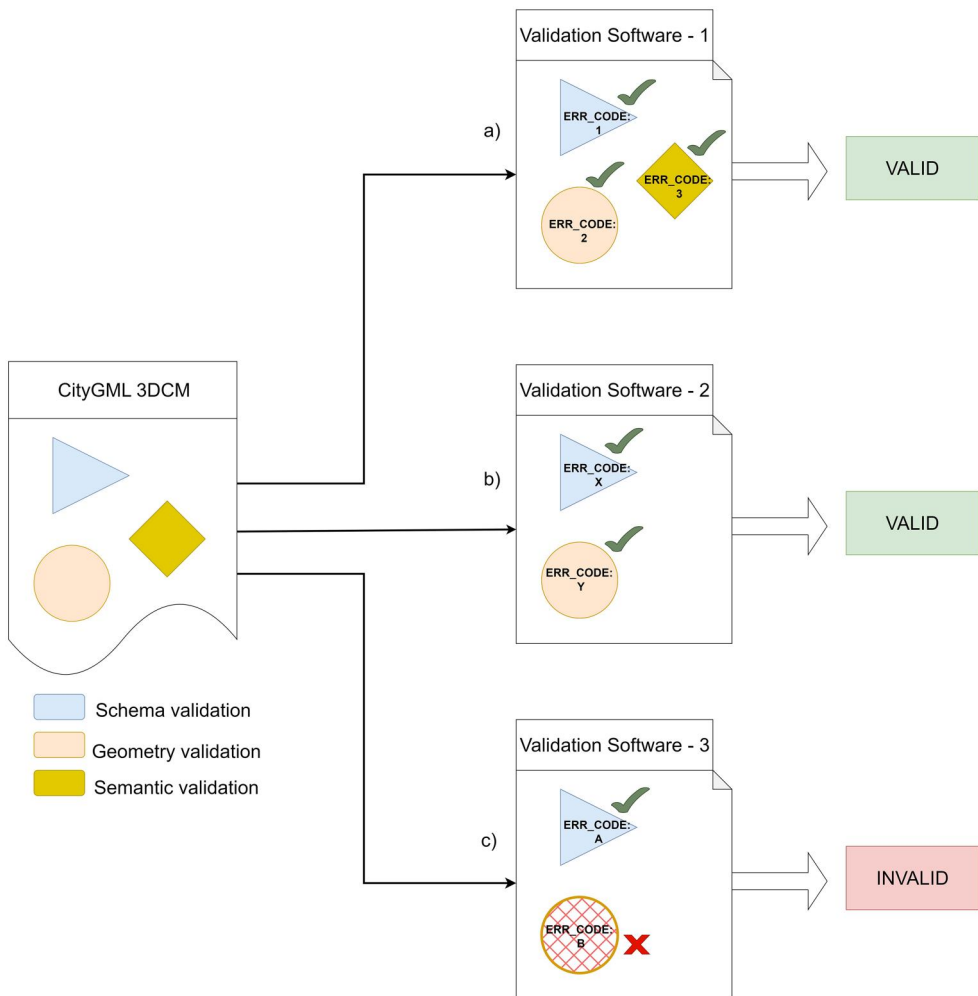 Validation Software - 1
a)
ERR_CODE:
1
ERR_CODE:
3
ERR_CODE:
2
VALID
CityGML 3DCM
Validation Software - 2
b)
ERR_CODE:
X
ERR_CODE:
Y
VALID
Schema validation
Geometry validation
Semantic validation
Validation Software - 3
c)
ERR_CODE:
A
ERR_CODE:
B
INVALID